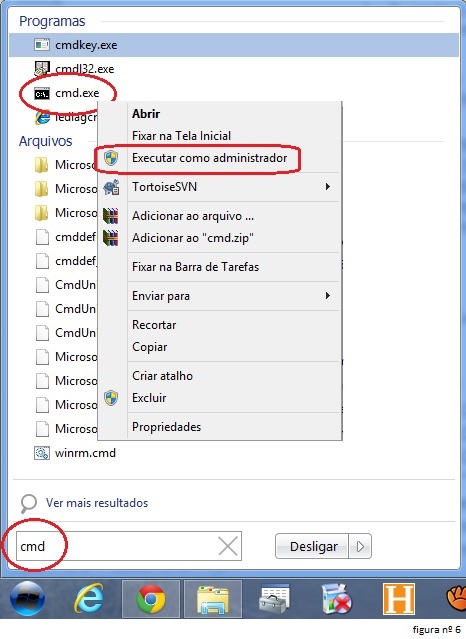 Programas
cmdkey.exe
cmdl32.exe
cmd.exe
iediagcm
Abrir
Fixar na Tela Inicial
Executar como administrador
TortoiseSVN
Adicionar ao arquivo ...
Adicionar ao "cmd.zip"
Fixar na Barra de Tarefas
Enviar para
Recortar
Copiar
Criar atalho
Excluir
Propriedades
Arquivos
Microso
Microso
Microso
cmddef
cmddef
CmdUn
CmdUn
CmdUn
Microso
Microso
Microso
Microso
winrm.cmd
Ver mais resultados
cmd
Desligar
H
figura nº 6